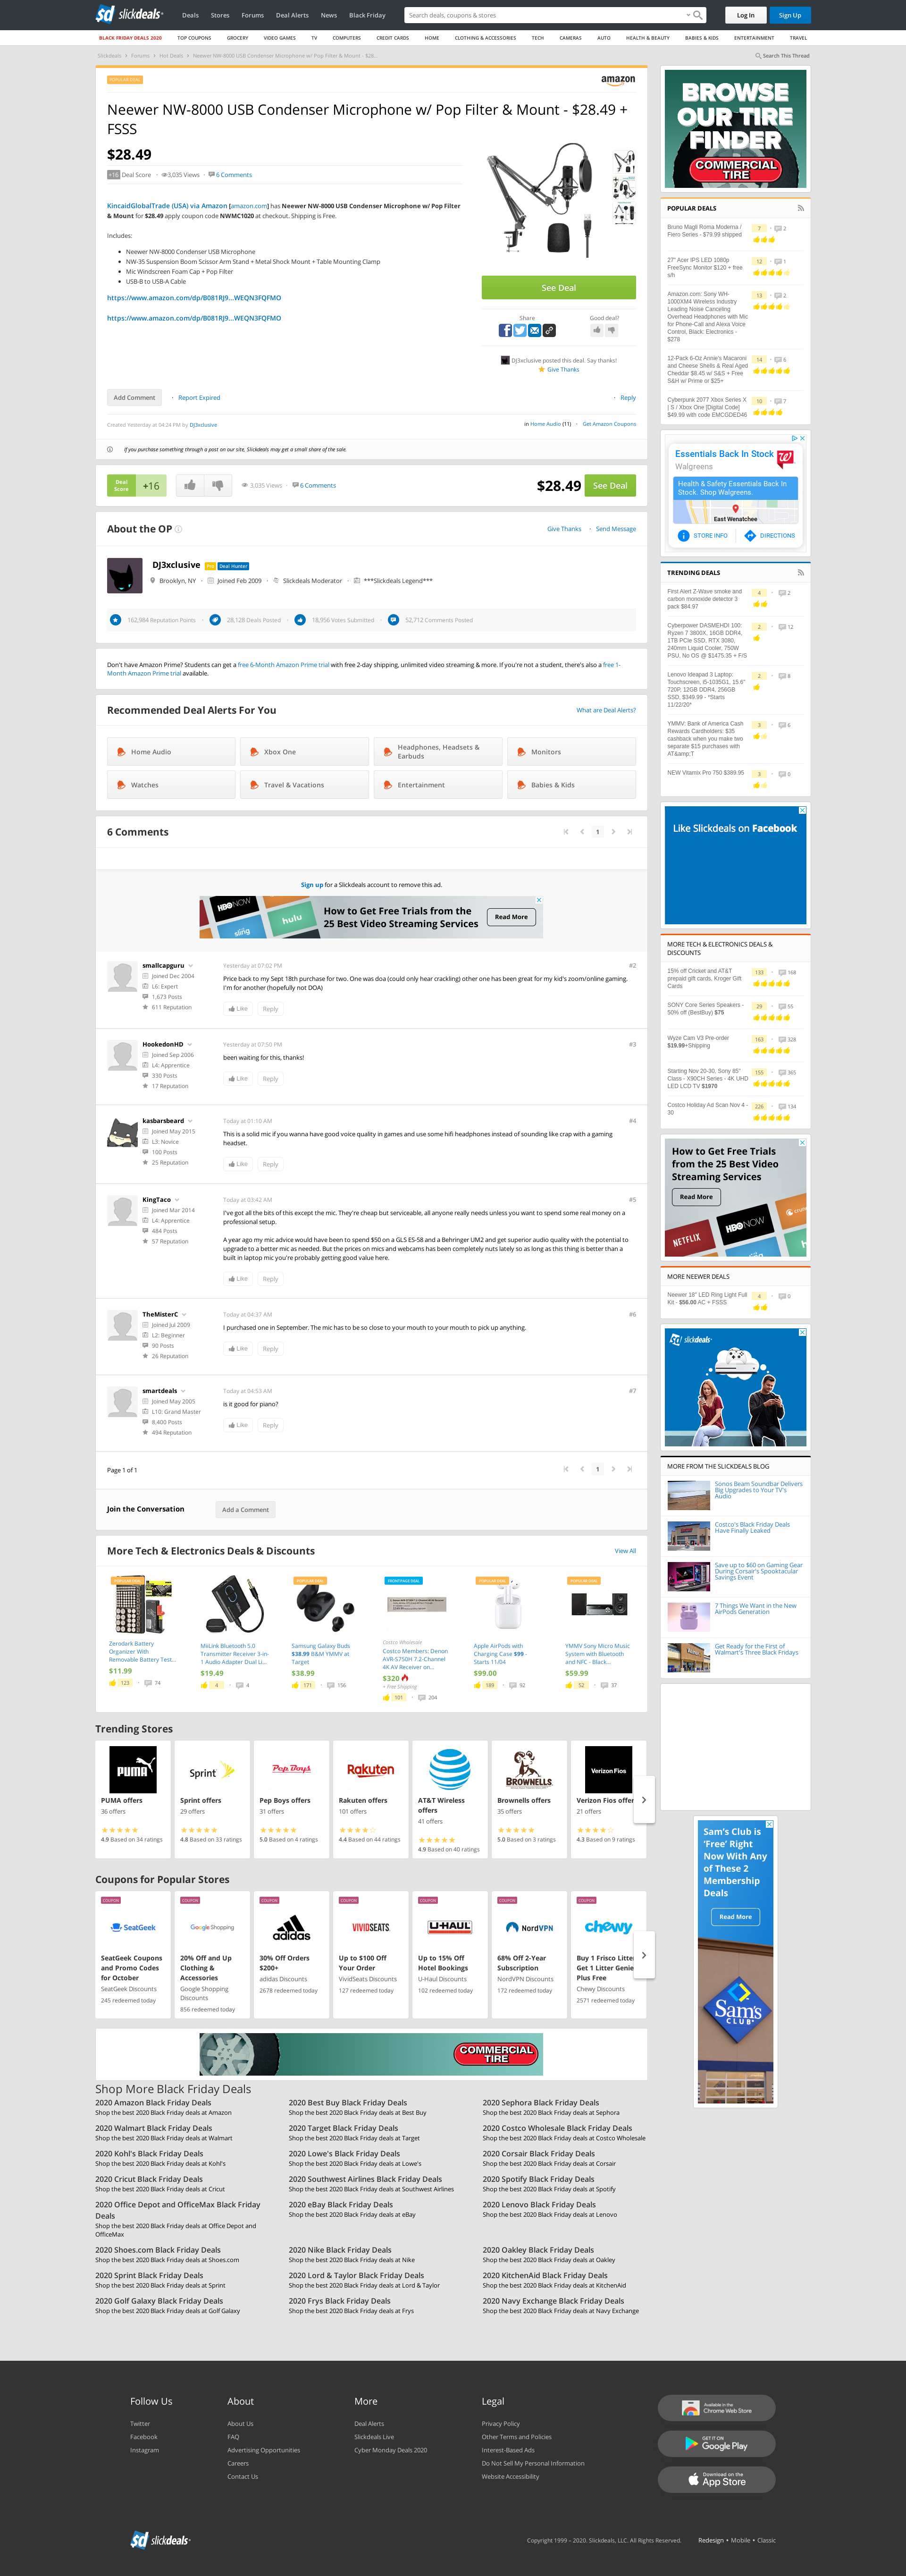 sd slickdeals
Deals Stores Forums Deal Alerts News Black Friday
Search deals, coupons & stores
Log In Sign Up
BLACK FRIDAY DEALS 2020 TOP COUPONS GROCERY VIDEO GAMES TV COMPUTERS CREDIT CARDS HOME CLOTHING & ACCESSORIES TECH CAMERAS AUTO HEALTH & BEAUTY BABIES & KIDS ENTERTAINMENT TRAVEL
Slickdeals > Forums > Hot Deals > Neewer NW-8000 USB Condenser Microphone w/ Pop Filter & Mount - $28...
Search This Thread
POPULAR DEAL
amazon
Neewer NW-8000 USB Condenser Microphone w/ Pop Filter & Mount - $28.49 +
FSSS
$28.49
+16 Deal Score 3,035 Views 6 Comments
KincaidGlobalTrade (USA) via Amazon [amazon.com] has Neewer NW-8000 USB Condenser Microphone w/ Pop Filter
& Mount for $28.49 apply coupon code NWMC1020 at checkout. Shipping is Free.
Includes:
Neewer NW-8000 Condenser USB Microphone
NW-35 Suspension Boom Scissor Arm Stand + Metal Shock Mount + Table Mounting Clamp
Mic Windscreen Foam Cap + Pop Filter
USB-B to USB-A Cable
https://www.amazon.com/dp/B081RJ9...WEQN3FQFMO
https://www.amazon.com/dp/B081RJ9...WEQN3FQFMO
See Deal
Share Good deal?
DJ3xclusive posted this deal. Say thanks!
Give Thanks
Add Comment Report Expired Reply
Created Yesterday at 04:24 PM by DJ3xclusive
in Home Audio (11) Get Amazon Coupons
If you purchase something through a post on our site, Slickdeals may get a small share of the sale.
Deal Score +16 3,035 Views 6 Comments $28.49 See Deal
About the OP
Give Thanks Send Message
DJ3xclusive Pro Deal Hunter
Brooklyn, NY Joined Feb 2009 Slickdeals Moderator ***Slickdeals Legend***
162,984 Reputation Points 28,128 Deals Posted 18,956 Votes Submitted 52,712 Comments Posted
Don't have Amazon Prime? Students can get a free 6-Month Amazon Prime trial with free 2-day shipping, unlimited video streaming & more. If you're not a student, there's also a free 1-
Month Amazon Prime trial available.
Recommended Deal Alerts For You
What are Deal Alerts?
Home Audio Xbox One Headphones, Headsets & Earbuds Monitors
Watches Travel & Vacations Entertainment Babies & Kids
6 Comments
1
Sign up for a Slickdeals account to remove this ad.
HBO NOW sling hulu
How to Get Free Trials from the
25 Best Video Streaming Services
Read More
smallcapguru
Joined Dec 2004
L6: Expert
1,673 Posts
611 Reputation
Yesterday at 07:02 PM #2
Price back to my Sept 18th purchase for two. One was doa (could only hear crackling) other one has been great for my kid's zoom/online gaming.
I'm for another (hopefully not DOA)
Like Reply
HookedonHD
Joined Sep 2006
L4: Apprentice
330 Posts
17 Reputation
Yesterday at 07:50 PM #3
been waiting for this, thanks!
Like Reply
kasbarsbeard
Joined May 2015
L3: Novice
100 Posts
25 Reputation
Today at 01:10 AM #4
This is a solid mic if you wanna have good voice quality in games and use some hifi headphones instead of sounding like crap with a gaming
headset.
Like Reply
KingTaco
Joined Mar 2014
L4: Apprentice
484 Posts
57 Reputation
Today at 03:42 AM #5
I've got all the bits of this except the mic. They're cheap but serviceable, all anyone really needs unless you want to spend some real money on a
professional setup.
A year ago my mic advice would have been to spend $50 on a GLS ES-58 and a Behringer UM2 and get superior audio quality with the potential to
upgrade to a better mic as needed. But the prices on mics and webcams has been completely nuts lately so as long as this thing is better than a
built in laptop mic you're probably getting good value here.
Like Reply
TheMisterC
Joined Jul 2009
L2: Beginner
90 Posts
26 Reputation
Today at 04:37 AM #6
I purchased one in September. The mic has to be so close to your mouth to your mouth to pick up anything.
Like Reply
smartdeals
Joined May 2005
L10: Grand Master
8,400 Posts
494 Reputation
Today at 04:53 AM #7
is it good for piano?
Like Reply
Page 1 of 1
1
Join the Conversation Add a Comment
More Tech & Electronics Deals & Discounts
View All
Zerodark Battery Organizer With Removable Battery Test... $11.99 123 74
POPULAR DEAL
MiiLink Bluetooth 5.0 Transmitter Receiver 3-in-1 Audio Adapter Dual Li... $19.49 4 4
POPULAR DEAL
Samsung Galaxy Buds $38.99 B&M YMMV at Target $38.99 171 156
FRONTPAGE DEAL
Costco Wholesale
Costco Members: Denon AVR-S750H 7.2-Channel 4K AV Receiver on... $320 + Free Shipping 101 204
POPULAR DEAL
Apple AirPods with Charging Case $99 - Starts 11/04 $99.00 189 92
POPULAR DEAL
YMMV Sony Micro Music System with Bluetooth and NFC - Black... $59.99 52 37
Trending Stores
PUMA offers 36 offers 4.9 Based on 34 ratings
Sprint offers 29 offers 4.8 Based on 33 ratings
Pep Boys offers 31 offers 5.0 Based on 4 ratings
Rakuten offers 101 offers 4.4 Based on 44 ratings
AT&T Wireless offers 41 offers 4.9 Based on 40 ratings
Brownells offers 35 offers 5.0 Based on 3 ratings
Verizon Fios offer 21 offers 4.3 Based on 9 ratings
Coupons for Popular Stores
COUPON SeatGeek SeatGeek Coupons and Promo Codes for October SeatGeek Discounts 245 redeemed today
COUPON Google Shopping 20% Off and Up Clothing & Accessories Google Shopping Discounts 856 redeemed today
COUPON adidas 30% Off Orders $200+ adidas Discounts 2678 redeemed today
COUPON VIVIDSEATS. Up to $100 Off Your Order VividSeats Discounts 127 redeemed today
COUPON U-HAUL Up to 15% Off Hotel Bookings U-Haul Discounts 102 redeemed today
COUPON NordVPN 68% Off 2-Year Subscription NordVPN Discounts 172 redeemed today
COUPON chewy Buy 1 Frisco Litter Get 1 Litter Genie Plus Free Chewy Discounts 2571 redeemed today
COMMERCIAL TIRE
Shop More Black Friday Deals
2020 Amazon Black Friday Deals
Shop the best 2020 Black Friday deals at Amazon
2020 Best Buy Black Friday Deals
Shop the best 2020 Black Friday deals at Best Buy
2020 Sephora Black Friday Deals
Shop the best 2020 Black Friday deals at Sephora
2020 Walmart Black Friday Deals
Shop the best 2020 Black Friday deals at Walmart
2020 Target Black Friday Deals
Shop the best 2020 Black Friday deals at Target
2020 Costco Wholesale Black Friday Deals
Shop the best 2020 Black Friday deals at Costco Wholesale
2020 Kohl's Black Friday Deals
Shop the best 2020 Black Friday deals at Kohl's
2020 Lowe's Black Friday Deals
Shop the best 2020 Black Friday deals at Lowe's
2020 Corsair Black Friday Deals
Shop the best 2020 Black Friday deals at Corsair
2020 Cricut Black Friday Deals
Shop the best 2020 Black Friday deals at Cricut
2020 Southwest Airlines Black Friday Deals
Shop the best 2020 Black Friday deals at Southwest Airlines
2020 Spotify Black Friday Deals
Shop the best 2020 Black Friday deals at Spotify
2020 Office Depot and OfficeMax Black Friday
Deals
Shop the best 2020 Black Friday deals at Office Depot and
OfficeMax
2020 eBay Black Friday Deals
Shop the best 2020 Black Friday deals at eBay
2020 Lenovo Black Friday Deals
Shop the best 2020 Black Friday deals at Lenovo
2020 Shoes.com Black Friday Deals
Shop the best 2020 Black Friday deals at Shoes.com
2020 Nike Black Friday Deals
Shop the best 2020 Black Friday deals at Nike
2020 Oakley Black Friday Deals
Shop the best 2020 Black Friday deals at Oakley
2020 Sprint Black Friday Deals
Shop the best 2020 Black Friday deals at Sprint
2020 Lord & Taylor Black Friday Deals
Shop the best 2020 Black Friday deals at Lord & Taylor
2020 KitchenAid Black Friday Deals
Shop the best 2020 Black Friday deals at KitchenAid
2020 Golf Galaxy Black Friday Deals
Shop the best 2020 Black Friday deals at Golf Galaxy
2020 Frys Black Friday Deals
Shop the best 2020 Black Friday deals at Frys
2020 Navy Exchange Black Friday Deals
Shop the best 2020 Black Friday deals at Navy Exchange
BROWSE
OUR TIRE
FINDER
COMMERCIAL TIRE
POPULAR DEALS
Bruno Magli Roma Moderna /
Fiero Series - $79.99 shipped
7 2
27" Acer IPS LED 1080p
FreeSync Monitor $120 + free
s/h
12 1
Amazon.com: Sony WH-
1000XM4 Wireless Industry
Leading Noise Canceling
Overhead Headphones with Mic
for Phone-Call and Alexa Voice
Control, Black: Electronics -
$278
13 2
12-Pack 6-Oz Annie's Macaroni
and Cheese Shells & Real Aged
Cheddar $8.45 w/ S&S + Free
S&H w/ Prime or $25+
14 6
Cyberpunk 2077 Xbox Series X
| S / Xbox One [Digital Code]
$49.99 with code EMCGDED46
10 7
Essentials Back In Stock
Walgreens
Health & Safety Essentials Back In
Stock. Shop Walgreens.
East Wenatchee
STORE INFO DIRECTIONS
TRENDING DEALS
First Alert Z-Wave smoke and
carbon monoxide detector 3
pack $84.97
4 2
Cyberpower DASMEHDI 100:
Ryzen 7 3800X, 16GB DDR4,
1TB PCIe SSD, RTX 3080,
240mm Liquid Cooler, 750W
PSU, No OS @ $1475.35 + F/S
2 12
Lenovo Ideapad 3 Laptop:
Touchscreen, i5-1035G1, 15.6"
720P, 12GB DDR4, 256GB
SSD, $349.99 - *Starts
11/22/20*
2 8
YMMV: Bank of America Cash
Rewards Cardholders: $35
cashback when you make two
separate $15 purchases with
AT&amp;T
3 6
NEW Vitamix Pro 750 $389.95
3 0
Like Slickdeals on Facebook
MORE TECH & ELECTRONICS DEALS &
DISCOUNTS
15% off Cricket and AT&T
prepaid gift cards, Kroger Gift
Cards
133 168
SONY Core Series Speakers -
50% off (BestBuy) $75
29 55
Wyze Cam V3 Pre-order
$19.99+Shipping
163 328
Starting Nov 20-30, Sony 85"
Class - X90CH Series - 4K UHD
LED LCD TV $1970
155 365
Costco Holiday Ad Scan Nov 4 -
30
226 134
How to Get Free Trials
from the 25 Best Video
Streaming Services
Read More
NETFLIX HBO NOW hulu sling
MORE NEEWER DEALS
Neewer 18" LED Ring Light Full
Kit - $56.00 AC + FSSS
4 0
sd slickdeals
MORE FROM THE SLICKDEALS BLOG
Sonos Beam Soundbar Delivers
Big Upgrades to Your TV's
Audio
Costco's Black Friday Deals
Have Finally Leaked
Save up to $60 on Gaming Gear
During Corsair's Spooktacular
Savings Event
7 Things We Want in the New
AirPods Generation
Get Ready for the First of
Walmart's Three Black Fridays
Sam's Club is
'Free' Right
Now With Any
of These 2
Membership
Deals
Read More
Sam's CLUB
Follow Us
Twitter
Facebook
Instagram
About
About Us
FAQ
Advertising Opportunities
Careers
Contact Us
More
Deal Alerts
Slickdeals Live
Cyber Monday Deals 2020
Legal
Privacy Policy
Other Terms and Policies
Interest-Based Ads
Do Not Sell My Personal Information
Website Accessibility
Available in the Chrome Web Store
GET IT ON Google Play
Download on the App Store
sd slickdeals
Copyright 1999 – 2020. Slickdeals, LLC. All Rights Reserved. Redesign • Mobile • Classic